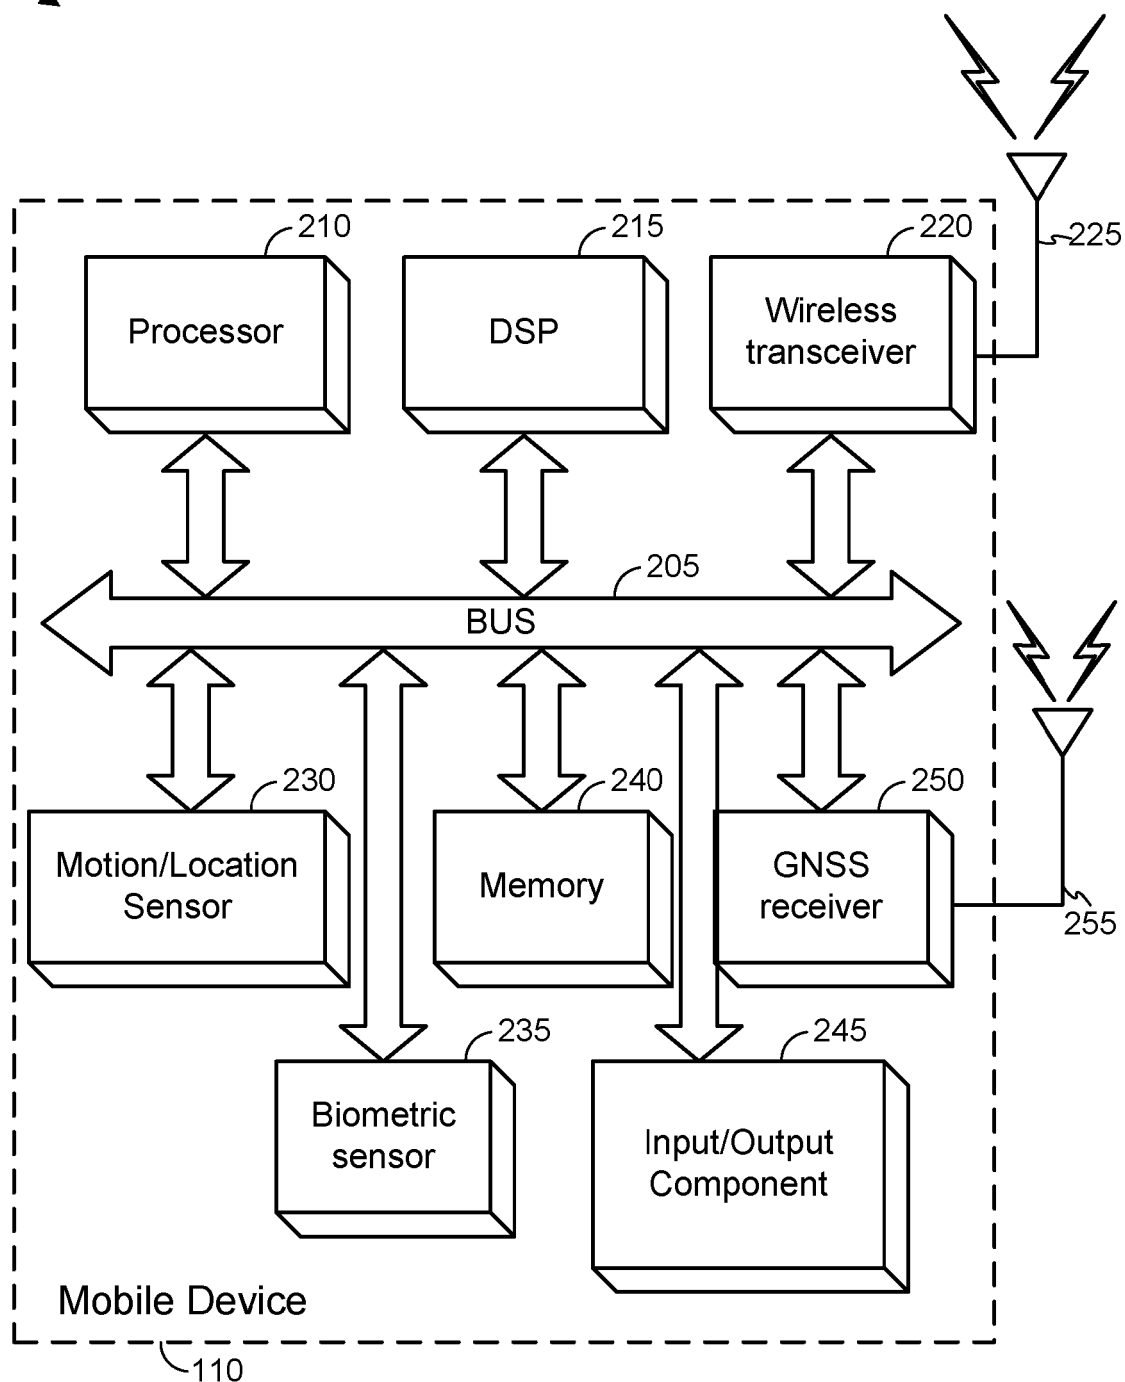 210
215
220
225
Processor
DSP
Wireless
transceiver
205
BUS
230
240
250
Motion/Location
Sensor
Memory
GNSS
receiver
255
235
245
Biometric
sensor
Input/Output
Component
Mobile Device
110